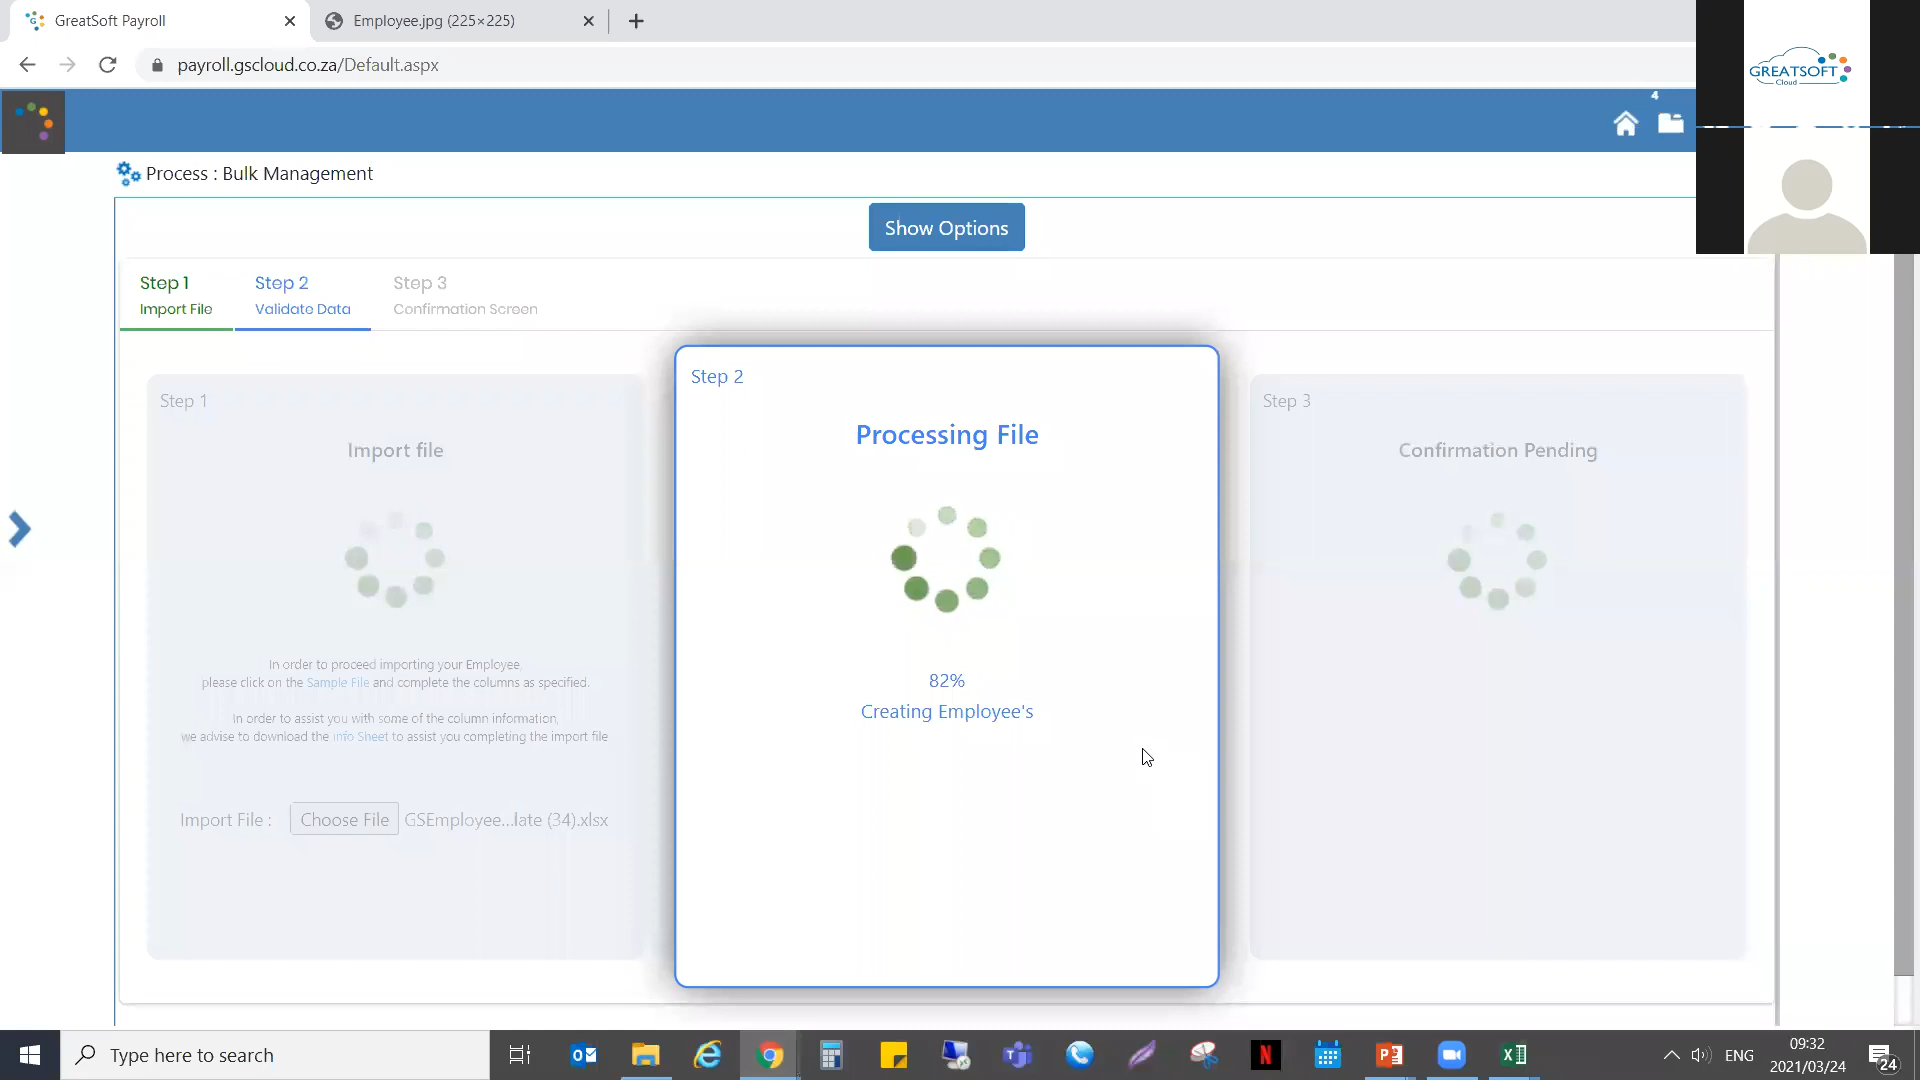 GreatSoft Payroll
Employee.jpg (225×225)
payroll.gscloud.co.za/Default.aspx
GREATSOFT
Cloud
4
Process : Bulk Management
Show Options
Step 1
Import File
Step 2
Validate Data
Step 3
Confirmation Screen
Step 1
Import file
In order to proceed importing your Employee,
please click on the Sample File and complete the columns as specified.
In order to assist you with some of the column information,
we advise to download the Info Sheet to assist you completing the import file
Import File :
Choose File
GSEmployee...late (34).xlsx
Step 2
Processing File
82%
Creating Employee's
Step 3
Confirmation Pending
Type here to search
ENG
09:32
2021/03/24
24